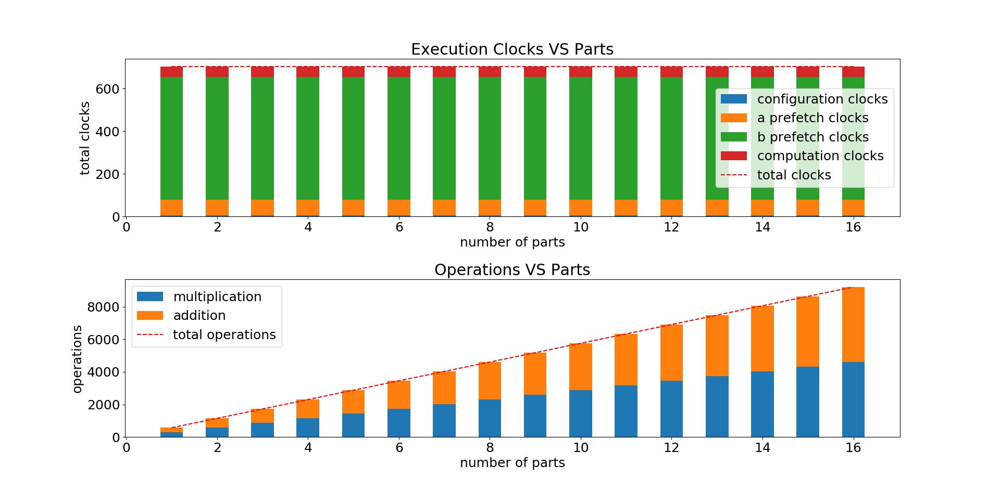 Execution Clocks VS Parts
total clocks
600
400
200
0
configuration clocks
a prefetch clocks
b prefetch clocks
computation clocks
total clocks
0 2 4 6 8 10 12 14 16
number of parts
Operations VS Parts
operations
8000
6000
4000
2000
0
multiplication
addition
total operations
0 2 4 6 8 10 12 14 16
number of parts